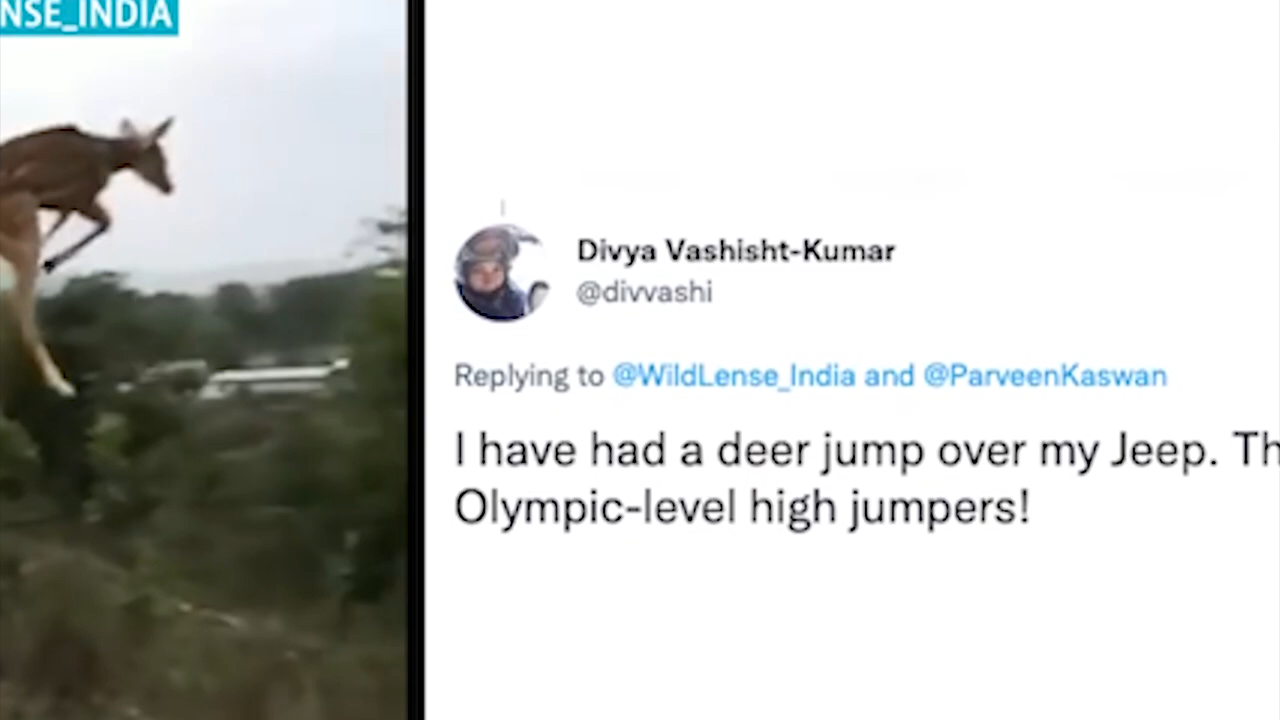 NSE_INDIA
Divya Vashisht-Kumar
@divvashi
Replying to @WildLense_India and @ParveenKaswan
I have had a deer jump over my Jeep. Th
Olympic-level high jumpers!